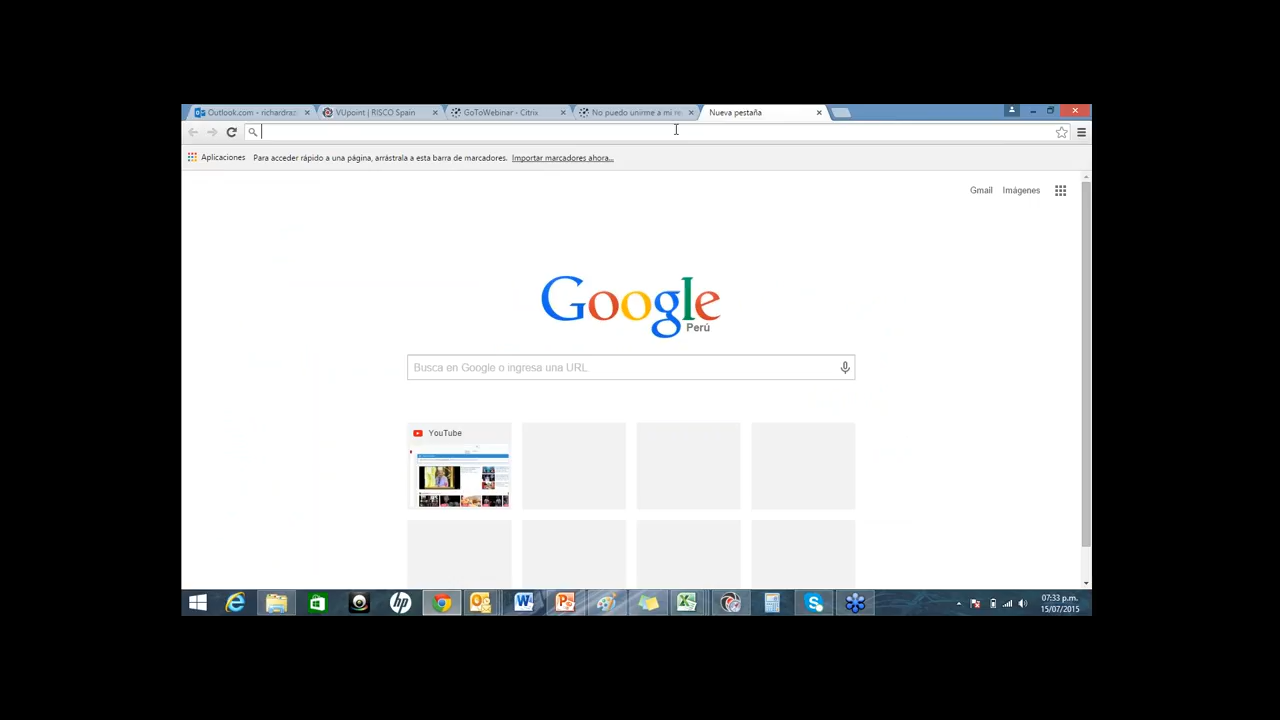 Outlook.com - richardra
VUpoint | RISCO Spain
GoToWebinar - Citrix
No puedo unirme a mi re
Nueva pestaña
Aplicaciones
Para acceder rápido a una página, arrástrala a esta barra de marcadores.
Importar marcadores ahora...
Gmail
Imágenes
Google
Perú
Busca en Google o ingresa una URL
YouTube
07:33 p.m.
15/07/2015